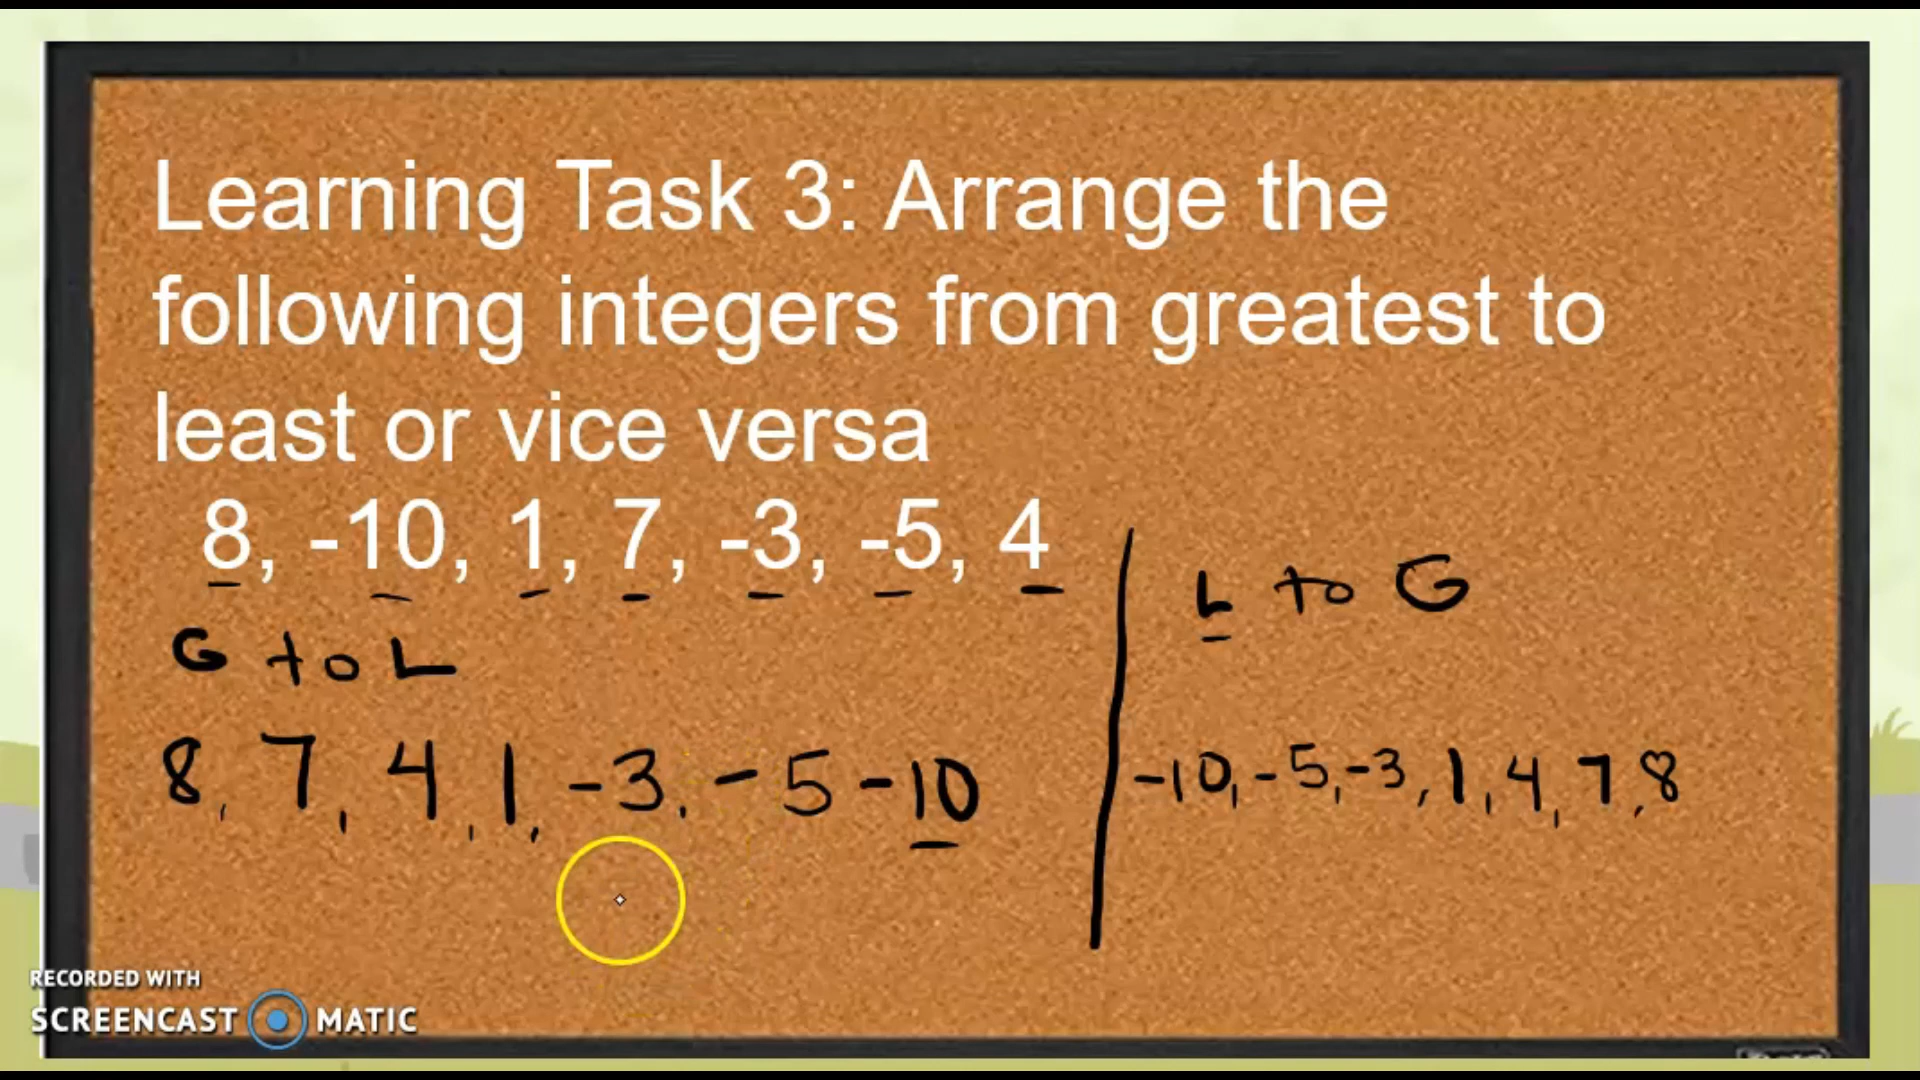 Learning Task 3: Arrange the
following integers from greatest to
least or vice versa
8, -10, 1, 7, -3, -5, 4
G to L
8, 7, 4, 1, -3, -5 -10
L to G
-10, -5, -3, 1, 4, 7, 8
RECORDED WITH
SCREENCAST MATIC